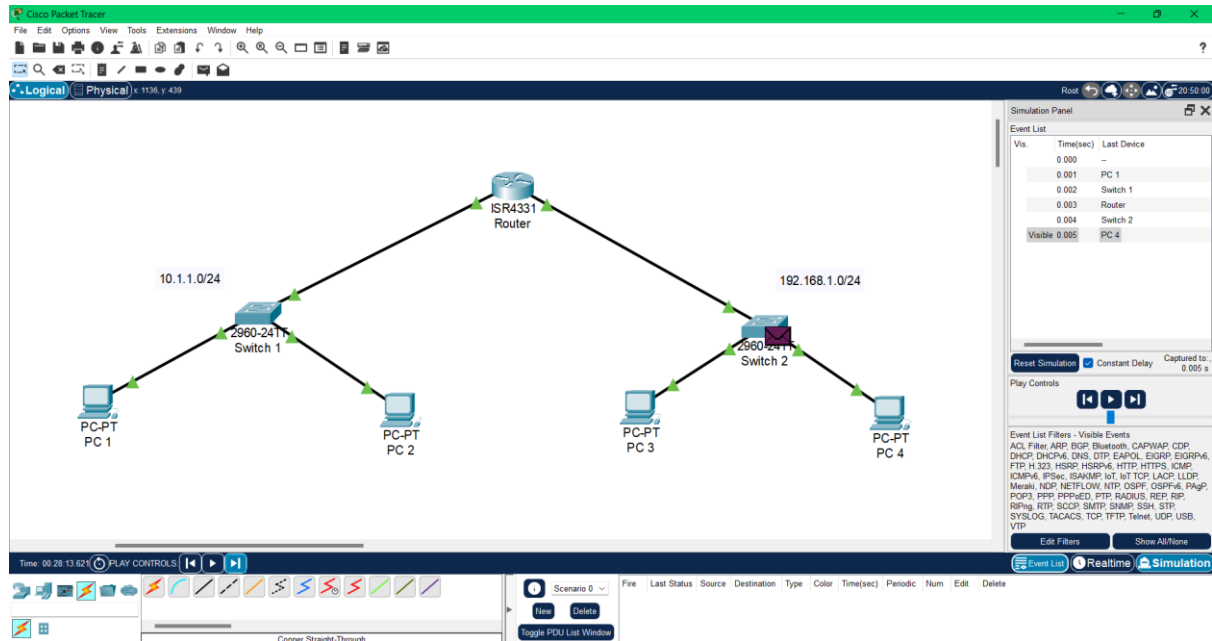 Cisco Packet Tracer
File Edit Options View Tools Extensions Window Help
?
Logical Physical x: 1136, y: 439
Root 20:50:00
Simulation Panel
Event List
Vis. Time(sec) Last Device
0.000 --
0.001 PC 1
0.002 Switch 1
0.003 Router
0.004 Switch 2
Visible 0.005 PC 4
ISR4331
Router
10.1.1.0/24
192.168.1.0/24
2960-24TT
Switch 1
2960-24TT
Switch 2
PC-PT
PC 1
PC-PT
PC 2
PC-PT
PC 3
PC-PT
PC 4
Reset Simulation Constant Delay Captured to:
0.005 s
Play Controls
Event List Filters - Visible Events
ACL Filter, ARP, BGP, Bluetooth, CAPWAP, CDP,
DHCP, DHCPv6, DNS, DTP, EAPOL, EIGRP, EIGRPv6,
FTP, H.323, HSRP, HSRPv6, HTTP, HTTPS, ICMP,
ICMPv6, IPSec, ISAKMP, IoT, IoT TCP, LACP, LLDP,
Meraki, NDP, NETFLOW, NTP, OSPF, OSPFv6, PAgP,
POP3, PPP, PPPoED, PTP, RADIUS, REP, RIP,
RIPng, RTP, SCCP, SMTP, SNMP, SSH, STP,
SYSLOG, TACACS, TCP, TFTP, Telnet, UDP, USB,
VTP
Edit Filters Show All/None
Time: 00:28:13.621 PLAY CONTROLS:
Event List Realtime Simulation
Scenario 0
New Delete
Toggle PDU List Window
Fire Last Status Source Destination Type Color Time(sec) Periodic Num Edit Delete
Copper Straight-Through